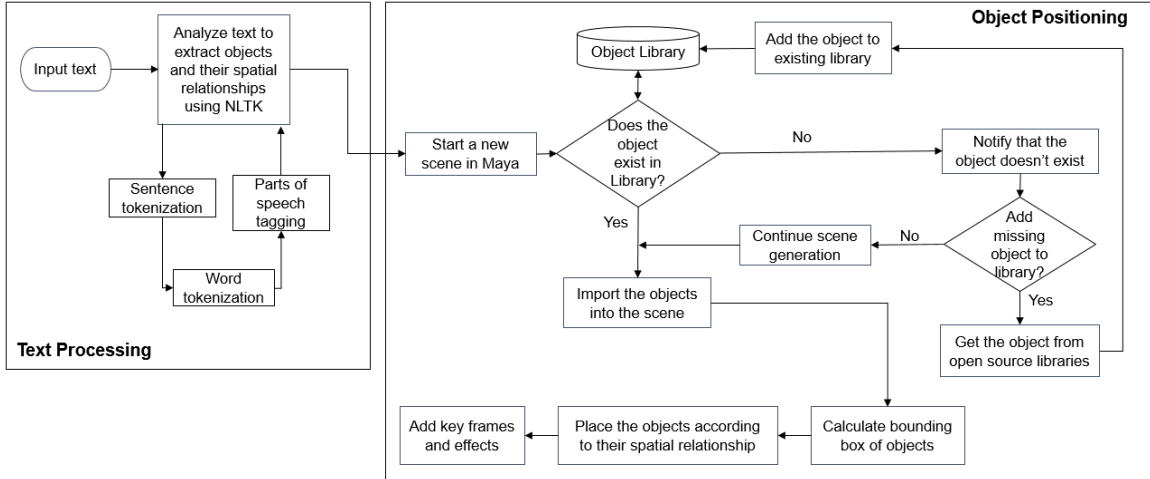 Input text
Analyze text to
extract objects
and their spatial
relationships
using NLTK
Sentence
tokenization
Parts of
speech
tagging
Word
tokenization
Text Processing
Object Positioning
Object Library
Add the object to
existing library
Start a new
scene in Maya
Does the
object
exist in
Library?
No
Notify that the
object doesn't exist
Yes
Continue scene
generation
No
Add
missing
object to
library?
Yes
Import the objects
into the scene
Get the object from
open source libraries
Add key frames
and effects
Place the objects according
to their spatial relationship
Calculate bounding
box of objects